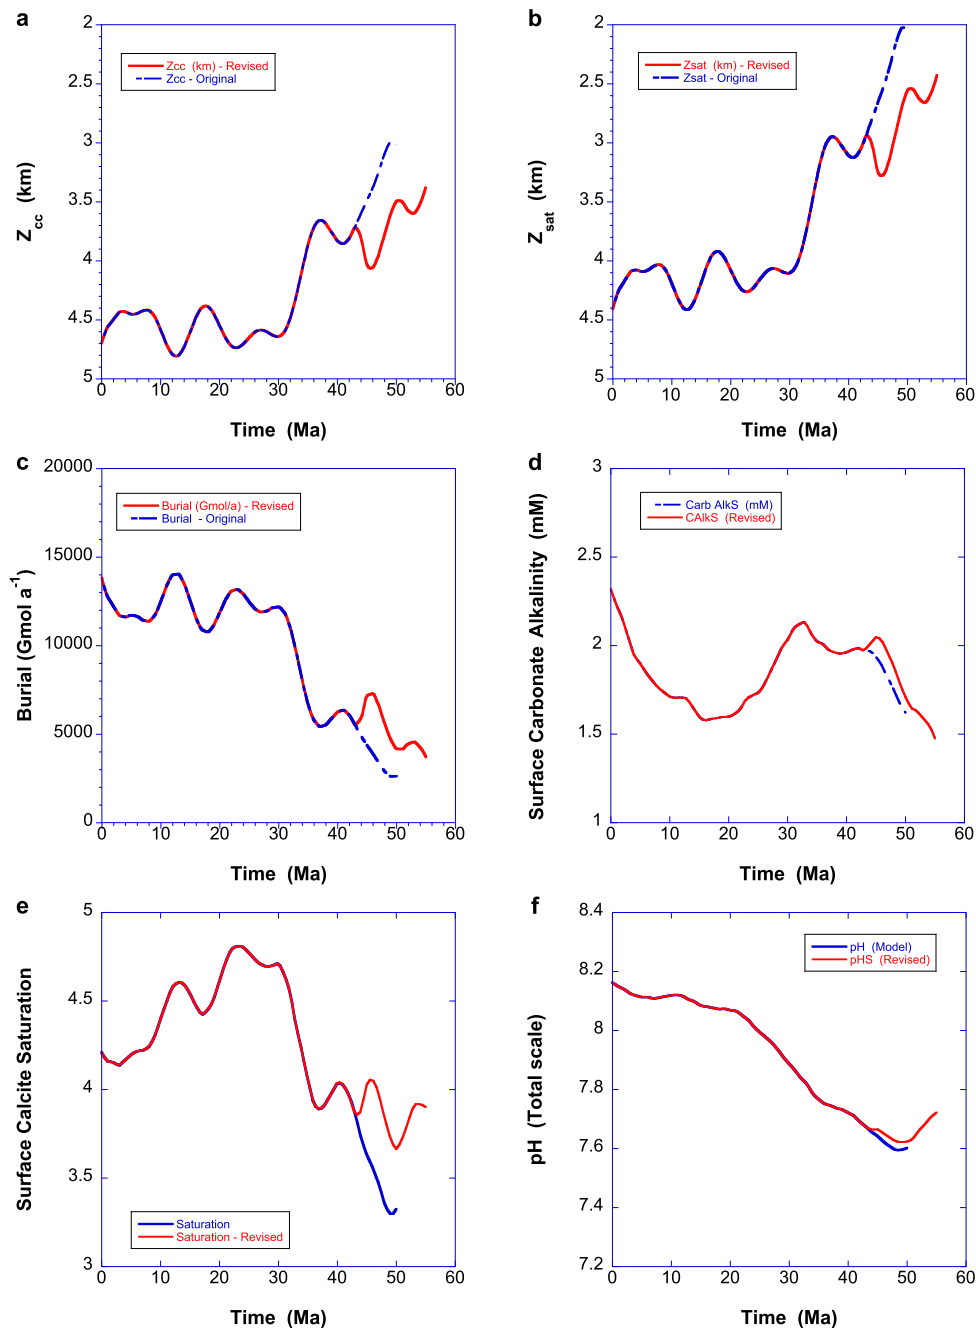 a
2
2.5
3
3.5
4
4.5
5
Zcc (km) - Revised
Zcc - Original
Zcc (km)
0 10 20 30 40 50 60
Time (Ma)
b
2
2.5
3
3.5
4
4.5
5
Zsat (km) - Revised
Zsat - Original
Zsat (km)
0 10 20 30 40 50 60
Time (Ma)
c
20000
15000
10000
5000
0
Burial (Gmol/a) - Revised
Burial - Original
Burial (Gmol a-1)
0 10 20 30 40 50 60
Time (Ma)
d
3
2.5
2
1.5
1
Carb AlkS (mM)
CAlkS (Revised)
Surface Carbonate Alkalinity (mM)
0 10 20 30 40 50 60
Time (Ma)
e
5
4.5
4
3.5
3
Saturation
Saturation - Revised
Surface Calcite Saturation
0 10 20 30 40 50 60
Time (Ma)
f
8.4
8.2
8
7.8
7.6
7.4
7.2
pH (Model)
pHS (Revised)
pH (Total scale)
0 10 20 30 40 50 60
Time (Ma)